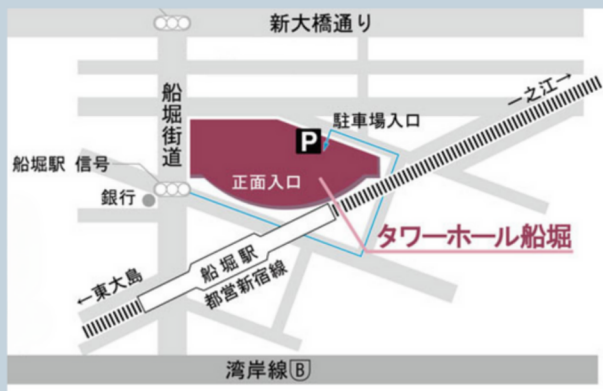 新大橋通り
船堀街道
一之江→
P
駐車場入口
船堀駅 信号
正面入口
銀行
タワーホール船堀
船堀駅
都営新宿線
←東大島
湾岸線B